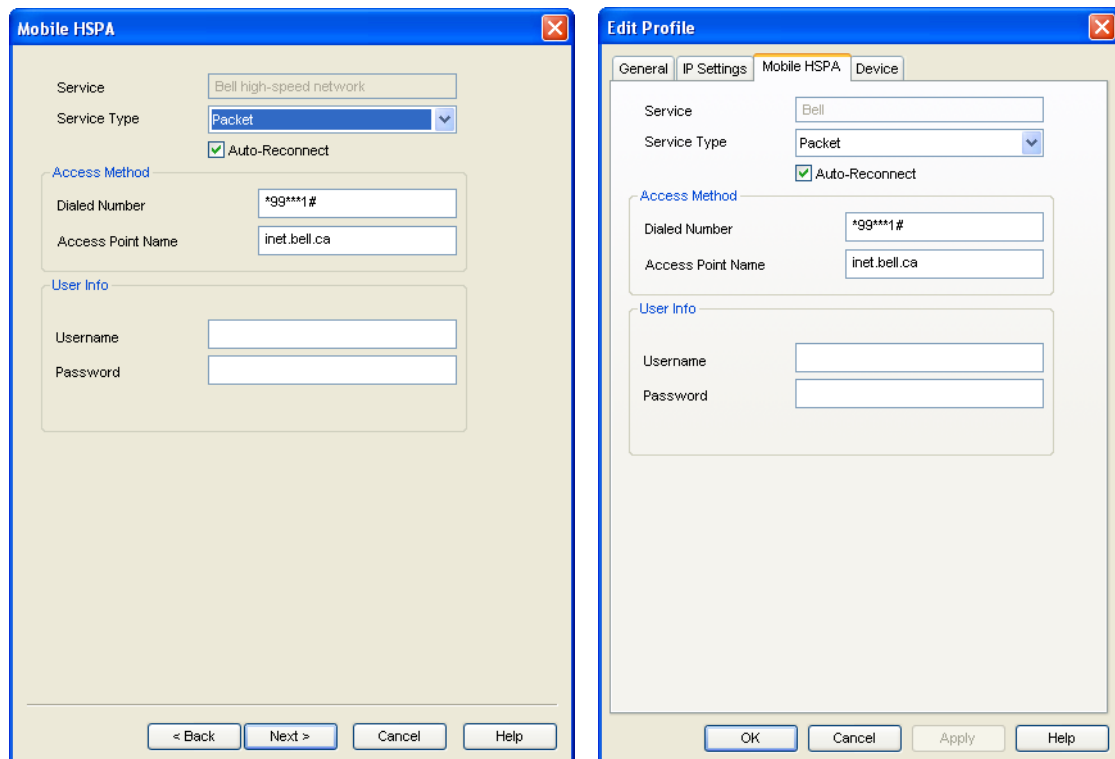 Mobile HSPA
Service Bell high-speed network
Service Type Packet
Auto-Reconnect
Access Method
Dialed Number *99***1#
Access Point Name inet.bell.ca
User Info
Username
Password
< Back Next > Cancel Help
Edit Profile
General IP Settings Mobile HSPA Device
Service Bell
Service Type Packet
Auto-Reconnect
Access Method
Dialed Number *99***1#
Access Point Name inet.bell.ca
User Info
Username
Password
OK Cancel Apply Help